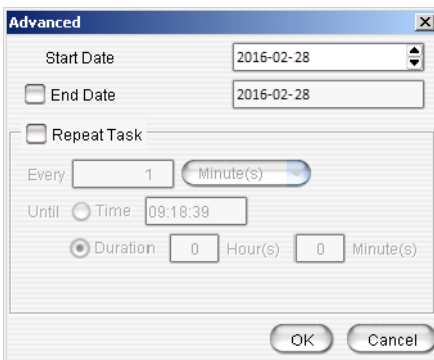 Advanced
Start Date 2016-02-28
End Date 2016-02-28
Repeat Task
Every 1 Minute(s)
Until Time 09:18:39
Duration 0 Hour(s) 0 Minute(s)
OK Cancel